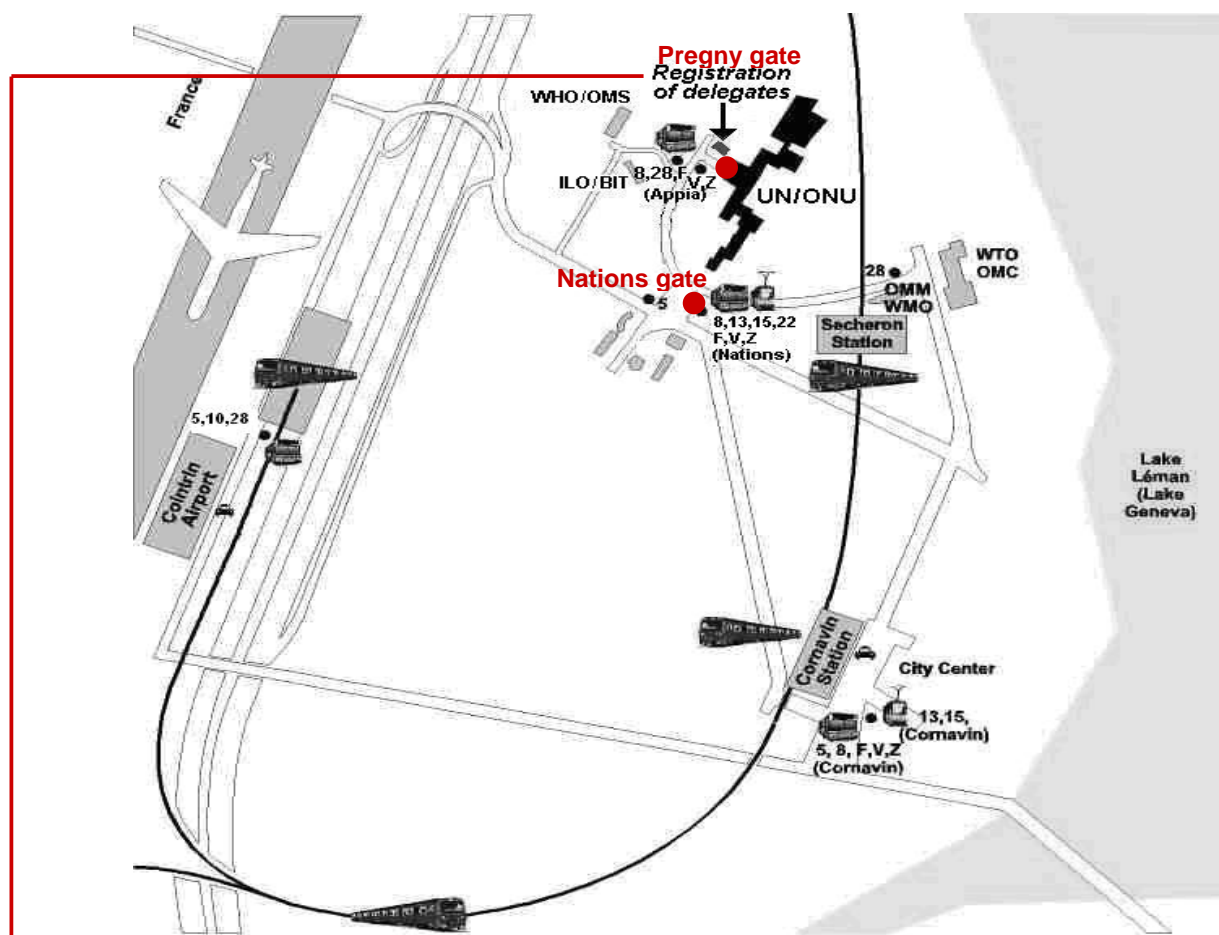 Pregny gate
Registration
of delegates
WHO/OMS
France
8,28,F,
V,Z
(Appia)
ILO/BIT
UN/ONU
WTO
OMC
Nations gate
28
OMM
WMO
5
8,13,15,22
F,V,Z
(Nations)
Secheron
Station
5,10,28
Cointrin
Airport
Lake
Léman
(Lake
Geneva)
Cornavin
Station
City Center
13,15,
(Cornavin)
5, 8, F,V,Z
(Cornavin)